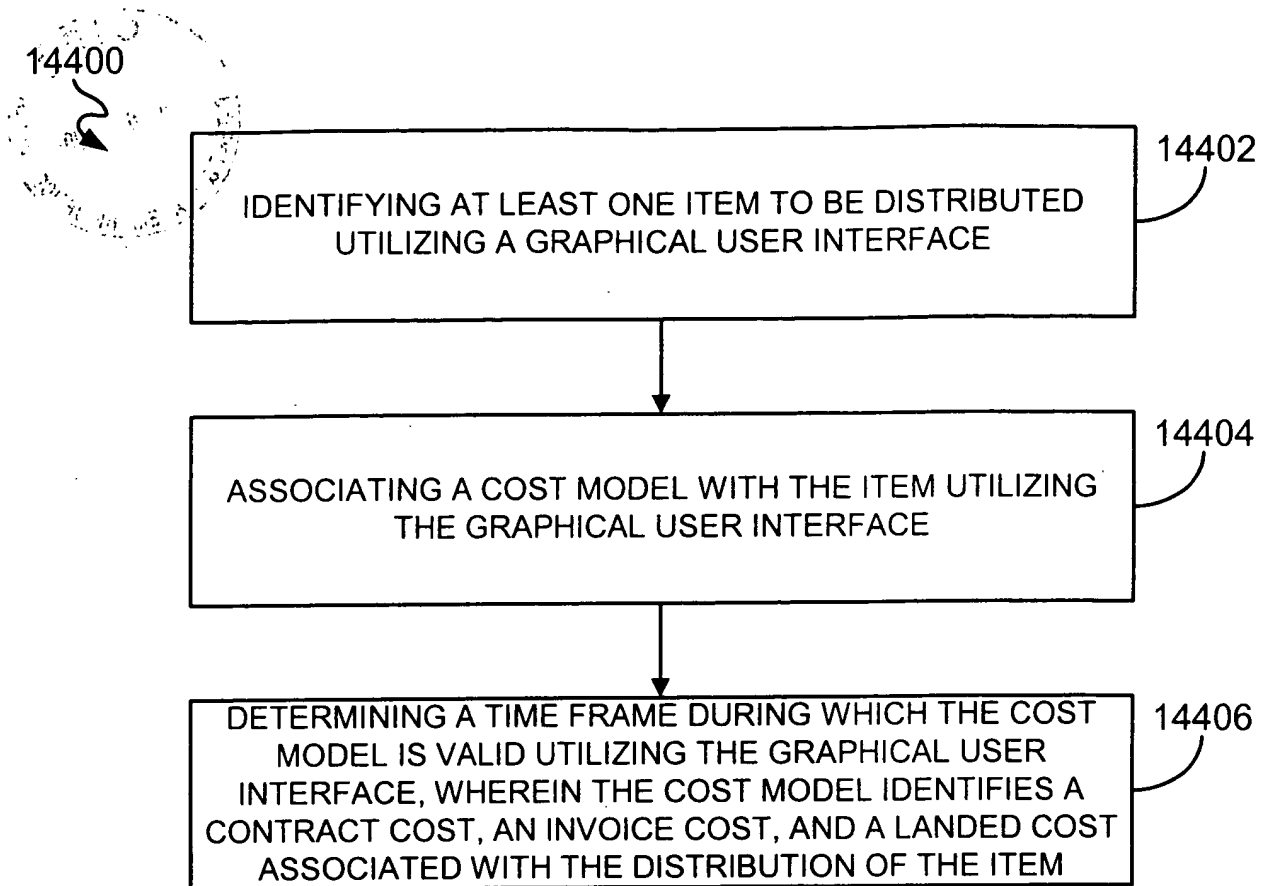 14400
14402
IDENTIFYING AT LEAST ONE ITEM TO BE DISTRIBUTED
UTILIZING A GRAPHICAL USER INTERFACE
14404
ASSOCIATING A COST MODEL WITH THE ITEM UTILIZING
THE GRAPHICAL USER INTERFACE
14406
DETERMINING A TIME FRAME DURING WHICH THE COST
MODEL IS VALID UTILIZING THE GRAPHICAL USER
INTERFACE, WHEREIN THE COST MODEL IDENTIFIES A
CONTRACT COST, AN INVOICE COST, AND A LANDED COST
ASSOCIATED WITH THE DISTRIBUTION OF THE ITEM